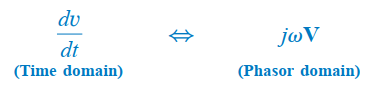 dv
dt
⇔
jωV
(Time domain)
(Phasor domain)